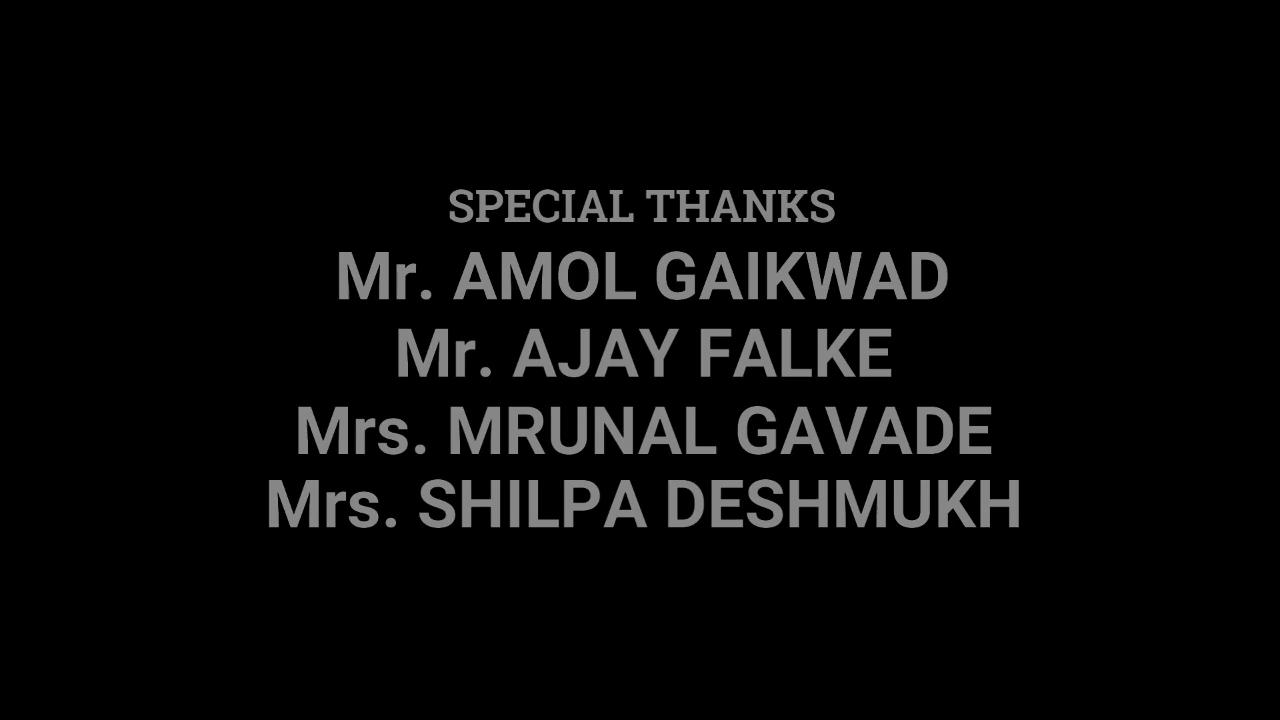 SPECIAL THANKS
Mr. AMOL GAIKWAD
Mr. AJAY FALKE
Mrs. MRUNAL GAVADE
Mrs. SHILPA DESHMUKH